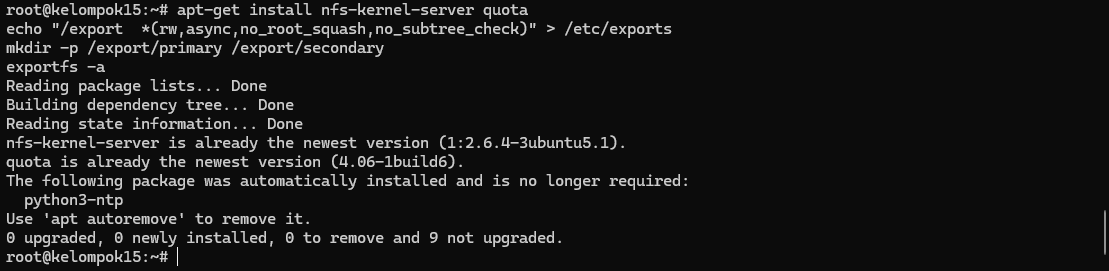 root@kelompok15:~# apt-get install nfs-kernel-server quota
echo "/export  *(rw,async,no_root_squash,no_subtree_check)" > /etc/exports
mkdir -p /export/primary /export/secondary
exportfs -a
Reading package lists... Done
Building dependency tree... Done
Reading state information... Done
nfs-kernel-server is already the newest version (1:2.6.4-3ubuntu5.1).
quota is already the newest version (4.06-1build6).
The following package was automatically installed and is no longer required:
  python3-ntp
Use 'apt autoremove' to remove it.
0 upgraded, 0 newly installed, 0 to remove and 9 not upgraded.
root@kelompok15:~#